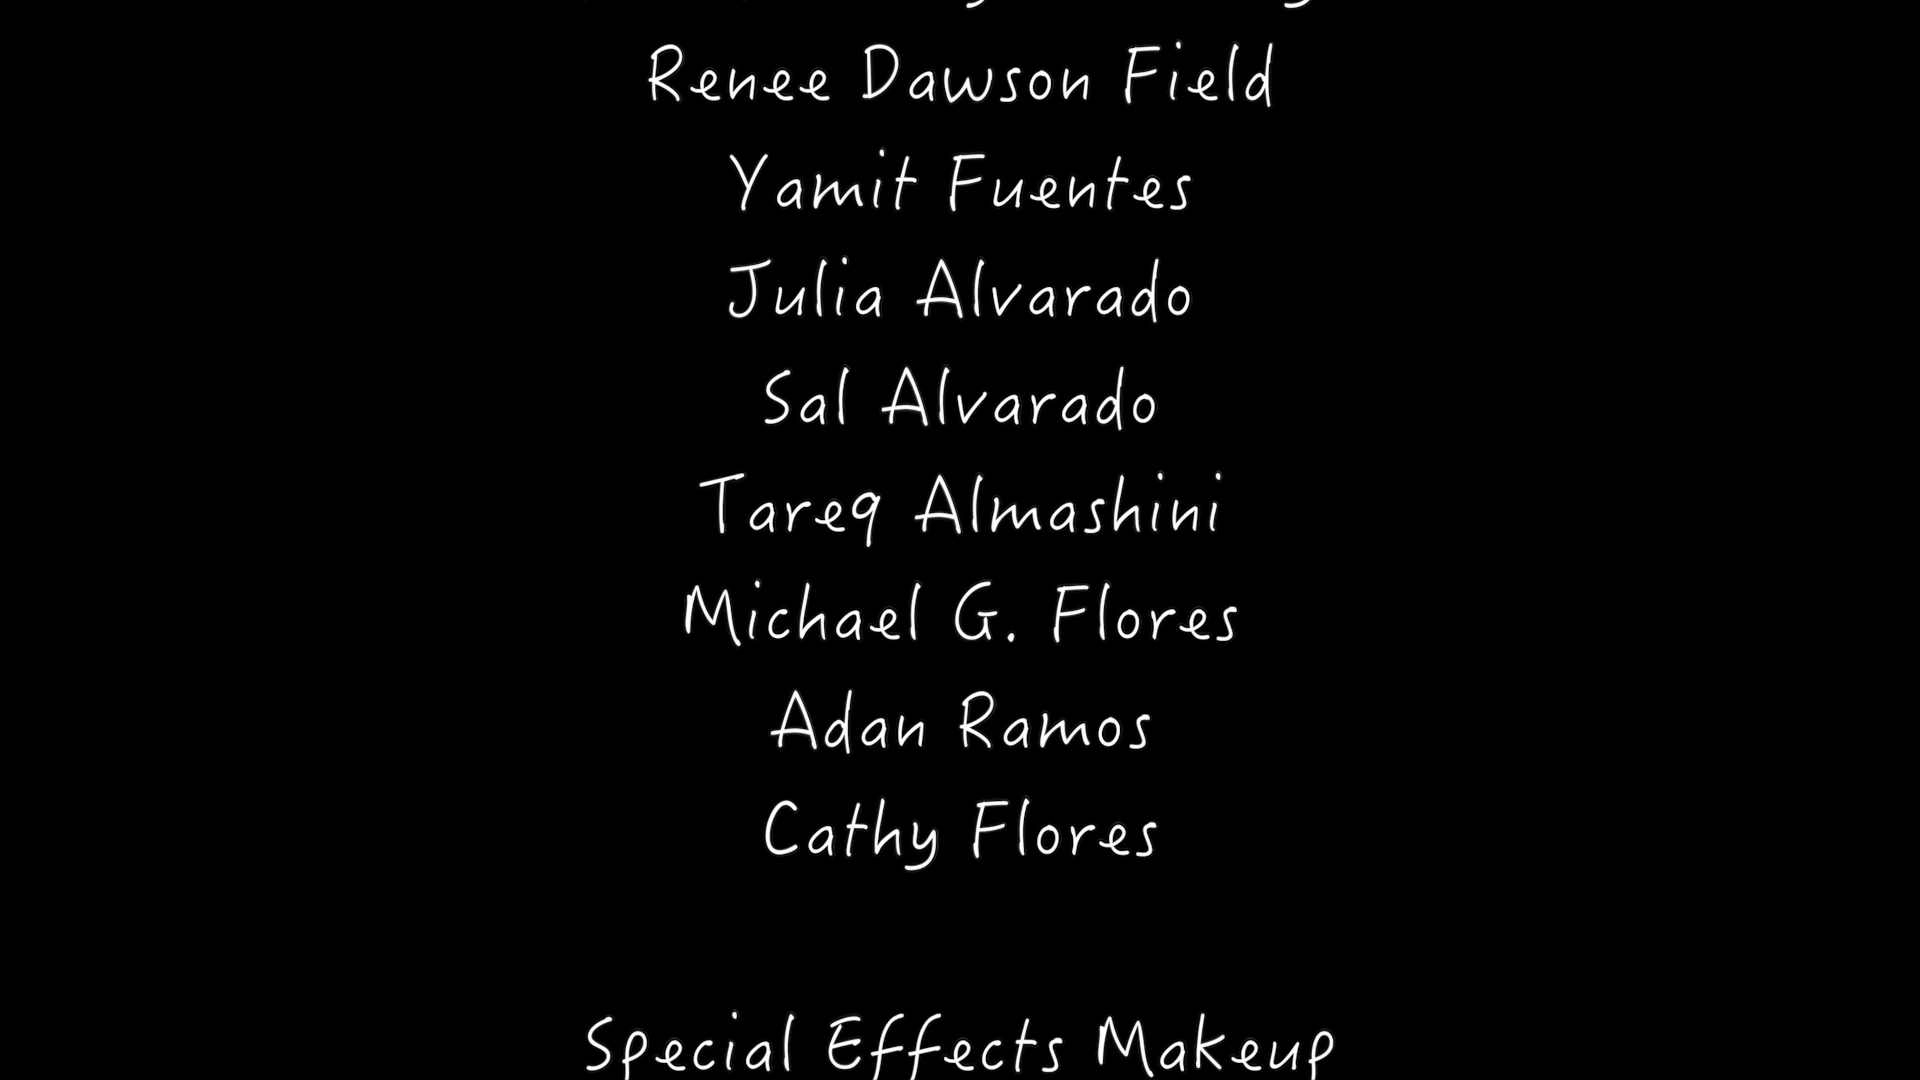 Renee Dawson Field
Yamit Fuentes
Julia Alvarado
Sal Alvarado
Tareq Almashini
Michael G. Flores
Adan Ramos
Cathy Flores
Special Effects Makeup